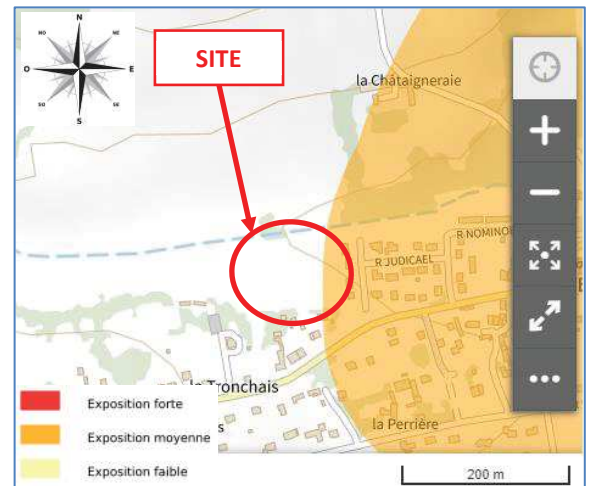 N
NO
NE
O
E
SO
SE
S
SITE
la Châtaigneraie
R NOMINO
R JUDICAEL
Tronchais
la Perrière
Exposition forte
Exposition moyenne
Exposition faible
200 m